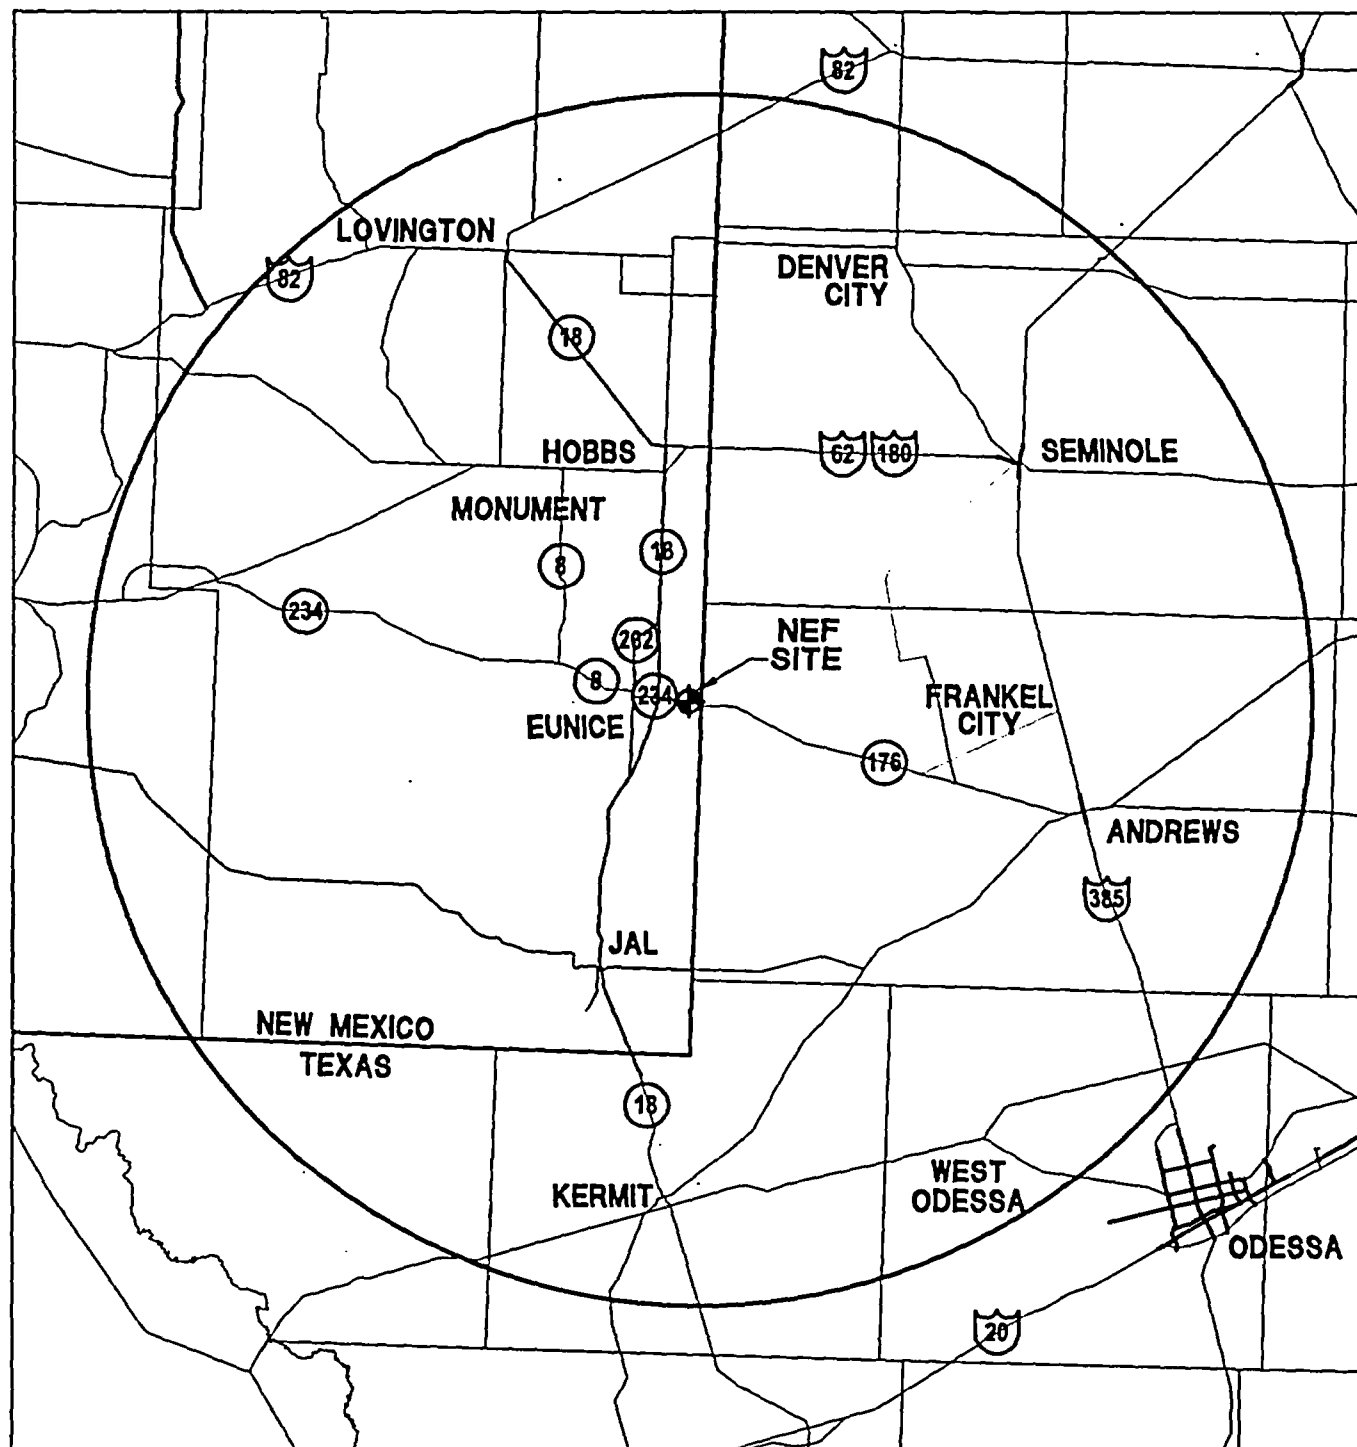 82
LOVINGTON
82
DENVER
CITY
18
HOBBS
62
180
SEMINOLE
MONUMENT
18
8
234
262
NEF
SITE
8
234
FRANKEL
CITY
EUNICE
176
ANDREWS
385
JAL
NEW MEXICO
TEXAS
18
KERMIT
WEST
ODESSA
ODESSA
20